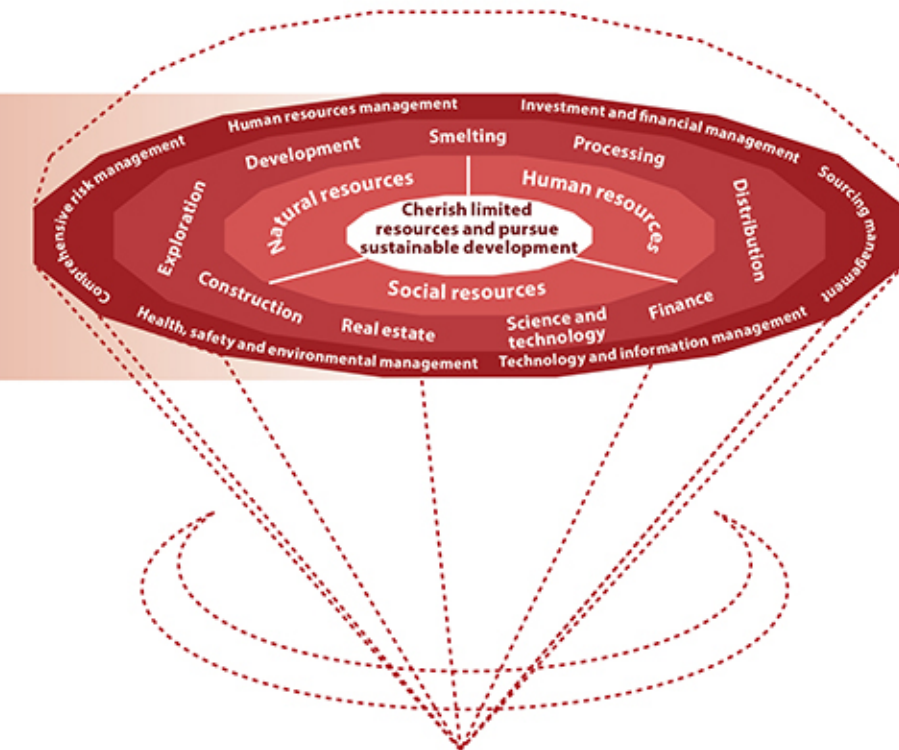 Human resources management
Investment and financial management
Comprehensive risk management
Sourcing management
Development
Smelting
Processing
Exploration
Distribution
Natural resources
Human resources
Cherish limited
resources and pursue
sustainable development
Social resources
Construction
Real estate
Science and
technology
Finance
Health, safety and environmental management
Technology and information management